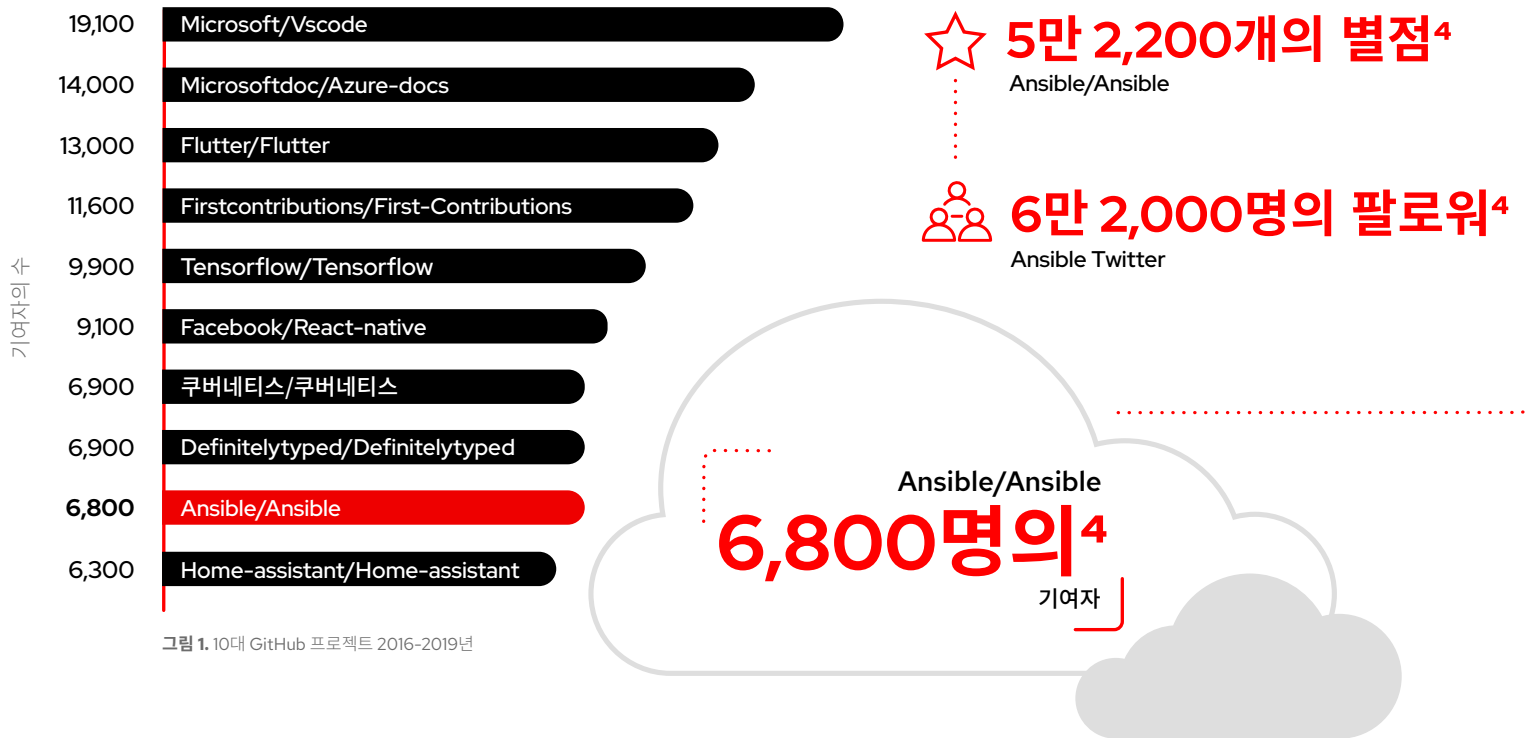 기여자의 수
19,100 Microsoft/Vscode
14,000 Microsoftdoc/Azure-docs
13,000 Flutter/Flutter
11,600 Firstcontributions/First-Contributions
9,900 Tensorflow/Tensorflow
9,100 Facebook/React-native
6,900 쿠버네티스/쿠버네티스
6,900 Definitelytyped/Definitelytyped
6,800 Ansible/Ansible
6,300 Home-assistant/Home-assistant
그림 1. 10대 GitHub 프로젝트 2016-2019년
5만 2,200개의 별점⁴
Ansible/Ansible
6만 2,000명의 팔로워⁴
Ansible Twitter
Ansible/Ansible
6,800명의⁴
기여자